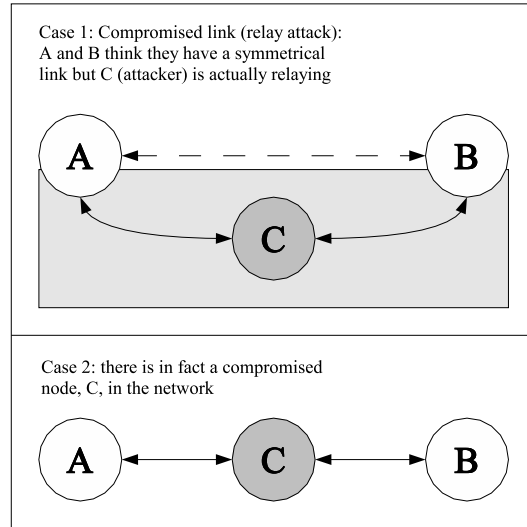 Case 1: Compromised link (relay attack):
A and B think they have a symmetrical
link but C (attacker) is actually relaying
A
B
C
Case 2: there is in fact a compromised
node, C, in the network
A
C
B